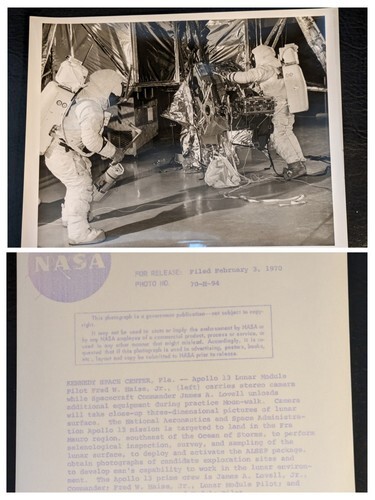 NASA
FOR RELEASE: Filed February 9, 1970
PHOTO NO: 70-H-94
This photograph is a government publication--not subject to copy-
right.
It may not be used to state or imply the endorsement by NASA or
by any NASA employee of a commercial product, process or service, or
used in any other manner that might mislead. Accordingly, it is re-
quested that if this photograph is used in advertising, posters, books,
etc., layout and copy be submitted to NASA prior to release.
KENNEDY SPACE CENTER, Fla. -- Apollo 13 Lunar Module
Pilot Fred W. Haise, Jr., (left) carries stereo camera
while Spacecraft Commander James A. Lovell unloads
additional equipment during practice Moon-walk. Camera
will take close-up three-dimensional pictures of lunar
surface. The National Aeronautics and Space Administra-
tion Apollo 13 mission is targeted to land in the Fra
Mauro region, southeast of the Ocean of Storms, to perform
selenological inspection, survey, and sampling of the
lunar surface, to deploy and activate the ALSEP package,
obtain photographs of candidate exploration sites and
to develop man's capability to work in the lunar environ-
ment. The Apollo 13 prime crew is James A. Lovell, Jr.,
Commander; Fred W. Haise, Jr., Lunar Module Pilot; and